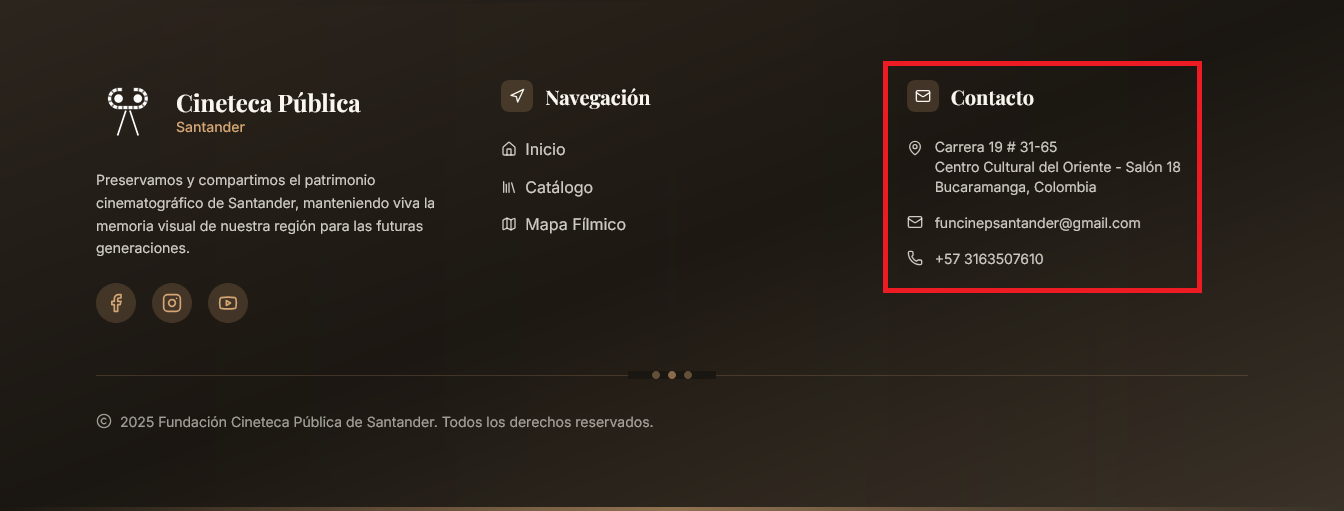 Cineteca Pública
Santander
Preservamos y compartimos el patrimonio
cinematográfico de Santander, manteniendo viva la
memoria visual de nuestra región para las futuras
generaciones.
Navegación
Inicio
Catálogo
Mapa Fílmico
Contacto
Carrera 19 # 31-65
Centro Cultural del Oriente - Salón 18
Bucaramanga, Colombia
funcinepsantander@gmail.com
+57 3163507610
© 2025 Fundación Cineteca Pública de Santander. Todos los derechos reservados.